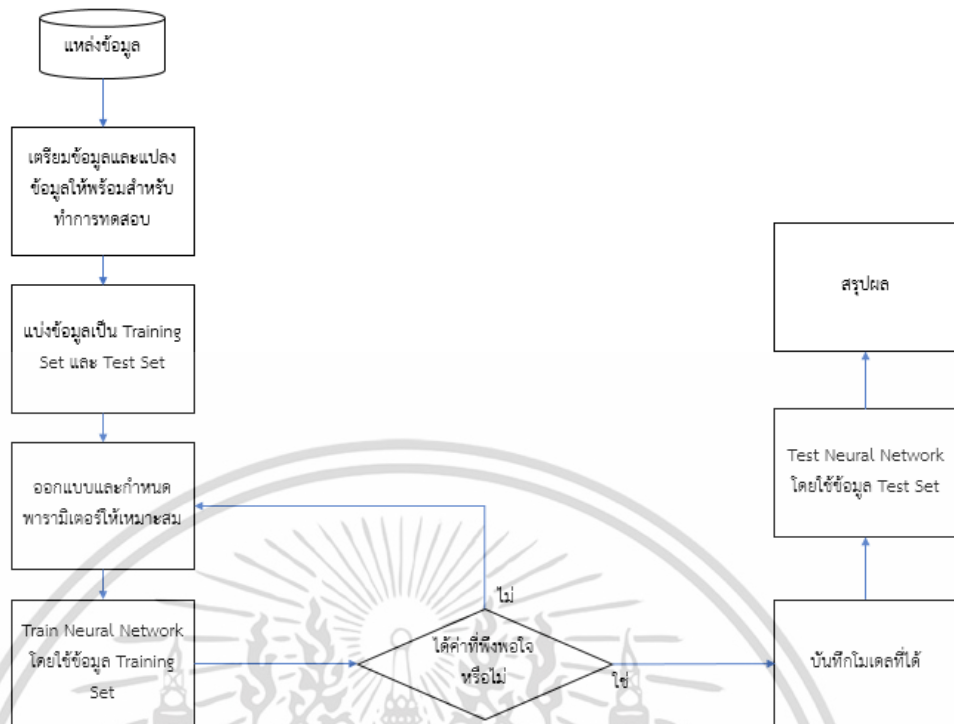 แหล่งข้อมูล
เตรียมข้อมูลและแปลง
ข้อมูลให้พร้อมสำหรับ
ทำการทดสอบ
แบ่งข้อมูลเป็น Training
Set และ Test Set
ออกแบบและกำหนด
พารามิเตอร์ให้เหมาะสม
Train Neural Network
โดยใช้ข้อมูล Training
Set
ได้ค่าที่พึงพอใจ
หรือไม่
ไม่
ใช่
บันทึกโมเดลที่ได้
Test Neural Network
โดยใช้ข้อมูล Test Set
สรุปผล